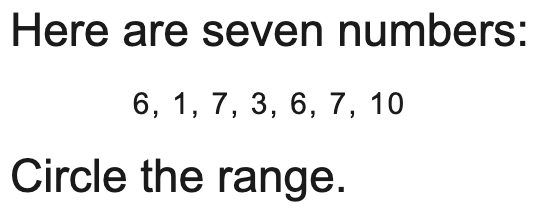 Here are seven numbers:
6, 1, 7, 3, 6, 7, 10
Circle the range.